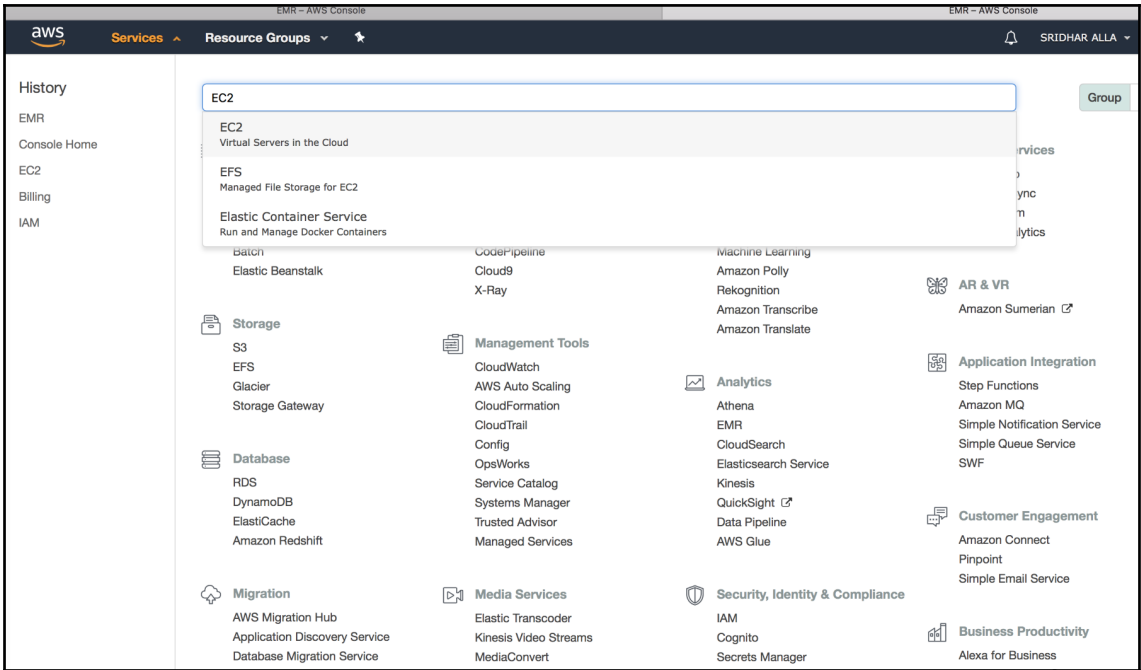 EMR – AWS Console
EMR – AWS Console
aws
Services
Resource Groups
SRIDHAR ALLA
History
EMR
Console Home
EC2
Billing
IAM
EC2
Group
EC2
Virtual Servers in the Cloud
EFS
Managed File Storage for EC2
Elastic Container Service
Run and Manage Docker Containers
Batch
Elastic Beanstalk
Storage
S3
EFS
Glacier
Storage Gateway
Database
RDS
DynamoDB
ElastiCache
Amazon Redshift
Migration
AWS Migration Hub
Application Discovery Service
Database Migration Service
CodePipeline
Cloud9
X-Ray
Management Tools
CloudWatch
AWS Auto Scaling
CloudFormation
CloudTrail
Config
OpsWorks
Service Catalog
Systems Manager
Trusted Advisor
Managed Services
Media Services
Elastic Transcoder
Kinesis Video Streams
MediaConvert
Machine Learning
Amazon Polly
Rekognition
Amazon Transcribe
Amazon Translate
Analytics
Athena
EMR
CloudSearch
Elasticsearch Service
Kinesis
QuickSight
Data Pipeline
AWS Glue
Security, Identity & Compliance
IAM
Cognito
Secrets Manager
AR & VR
Amazon Sumerian
Application Integration
Step Functions
Amazon MQ
Simple Notification Service
Simple Queue Service
SWF
Customer Engagement
Amazon Connect
Pinpoint
Simple Email Service
Business Productivity
Alexa for Business